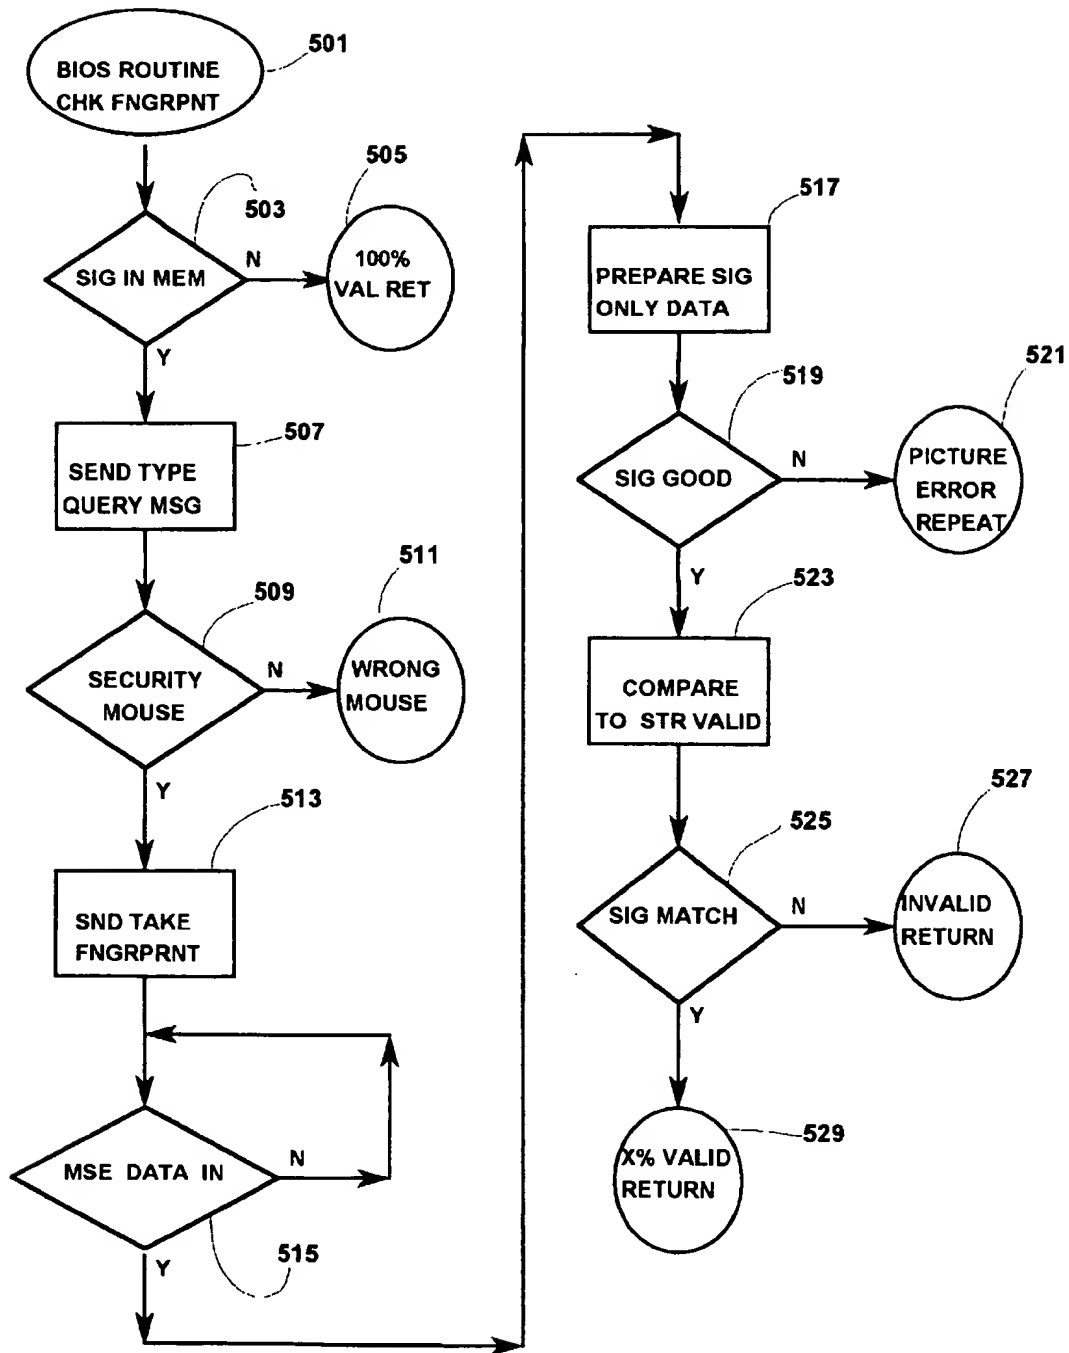 501
BIOS ROUTINE
CHK FNGRPNT
503
505
SIG IN MEM
N
100%
VAL RET
Y
507
SEND TYPE
QUERY MSG
509
511
SECURITY
MOUSE
N
WRONG
MOUSE
Y
513
SND TAKE
FNGRPRNT
MSE DATA IN
N
515
Y
517
PREPARE SIG
ONLY DATA
519
521
SIG GOOD
N
PICTURE
ERROR
REPEAT
Y
523
COMPARE
TO STR VALID
525
527
SIG MATCH
N
INVALID
RETURN
Y
529
X% VALID
RETURN